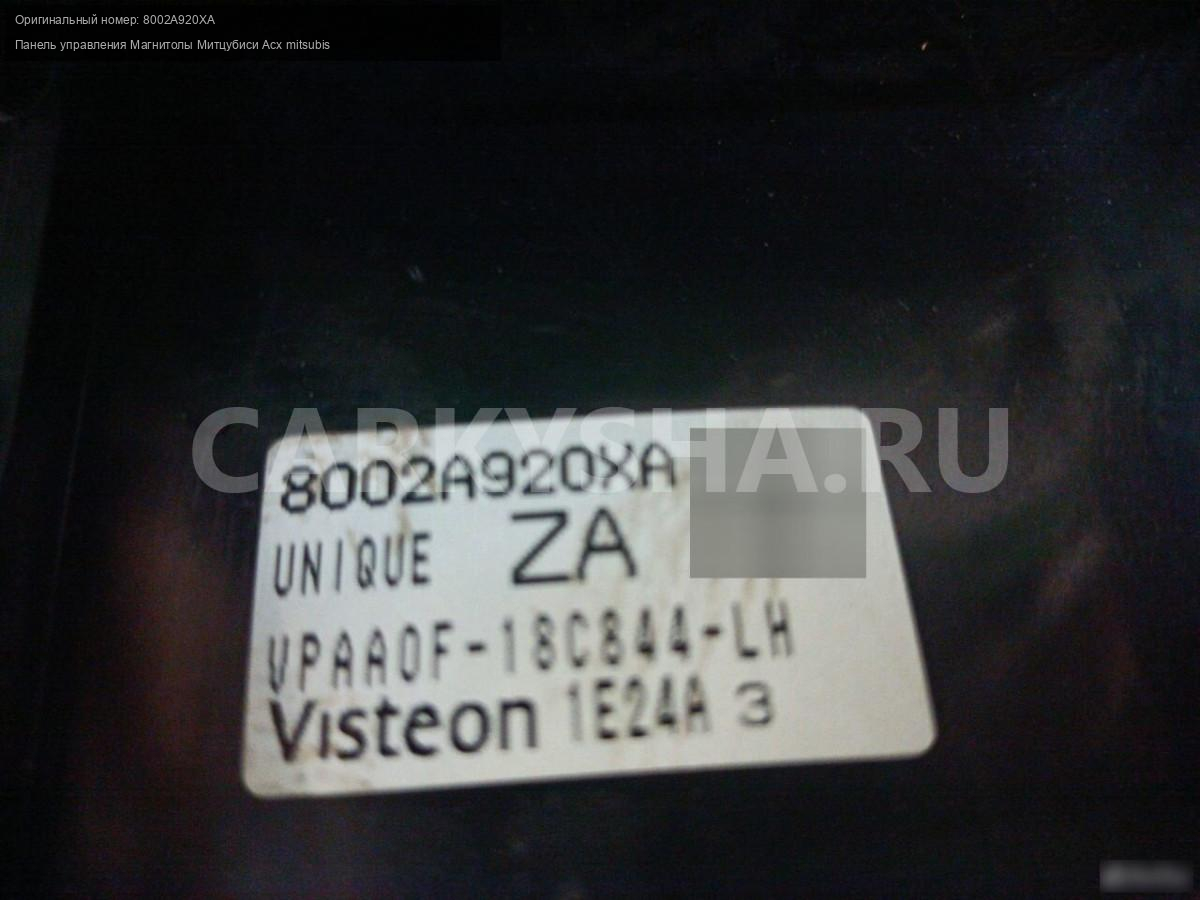 Оригинальный номер: 8002A920XA
Панель управления Магнитолы Митцубиси Асх mitsubis
CARKYSHA.RU
8002A920XA
UNIQUE ZA
VPAA0F-18C844-LH
Visteon 1E24A 3